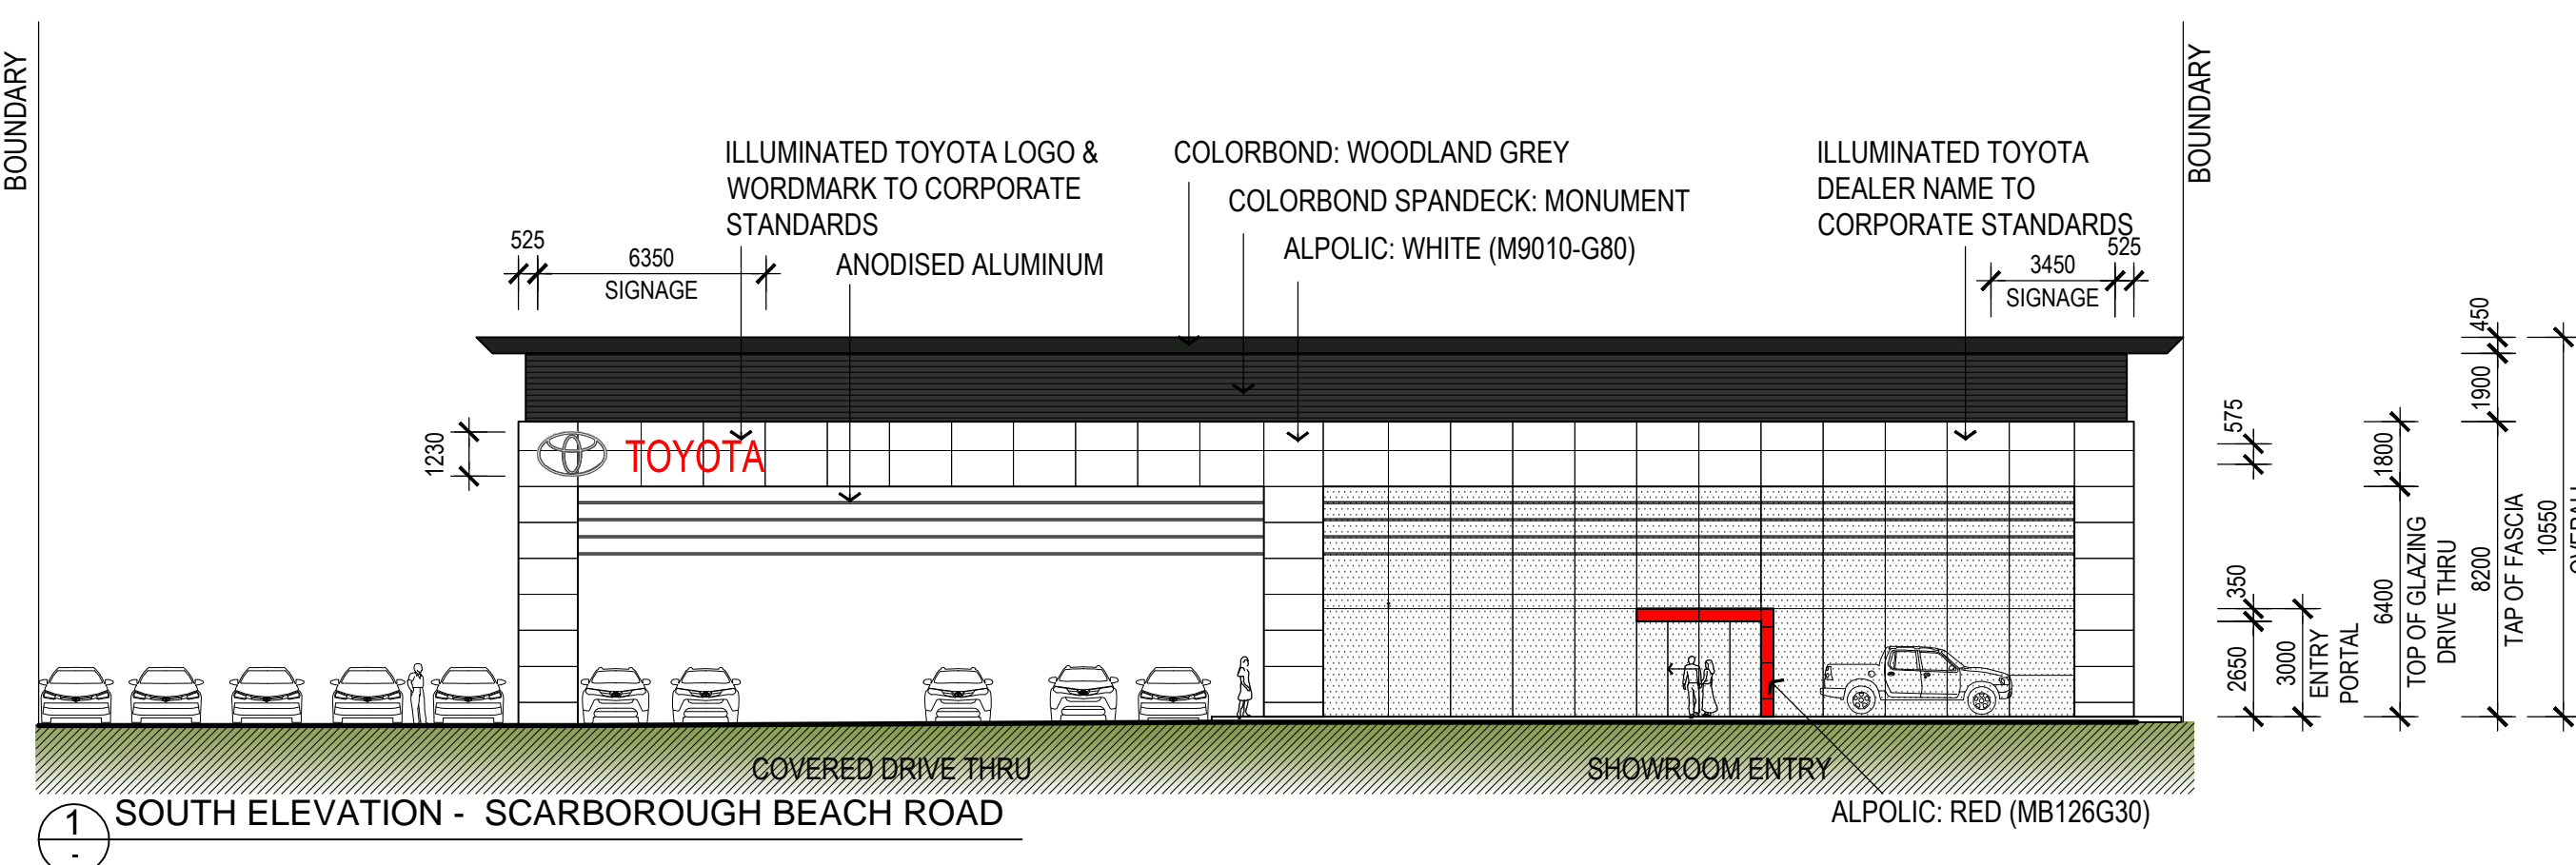 BOUNDARY
BOUNDARY
ILLUMINATED TOYOTA LOGO &
WORDMARK TO CORPORATE
STANDARDS
COLORBOND: WOODLAND GREY
COLORBOND SPANDECK: MONUMENT
ALPOLIC: WHITE (M9010-G80)
ANODISED ALUMINUM
ILLUMINATED TOYOTA
DEALER NAME TO
CORPORATE STANDARDS
525
6350
SIGNAGE
525
3450
SIGNAGE
1230
TOYOTA
450
1900
575
1800
350
2650
3000
ENTRY
PORTAL
6400
TOP OF GLAZING
DRIVE THRU
8200
TAP OF FASCIA
10550
COVERED DRIVE THRU
SHOWROOM ENTRY
ALPOLIC: RED (MB126G30)
1
-
SOUTH ELEVATION - SCARBOROUGH BEACH ROAD